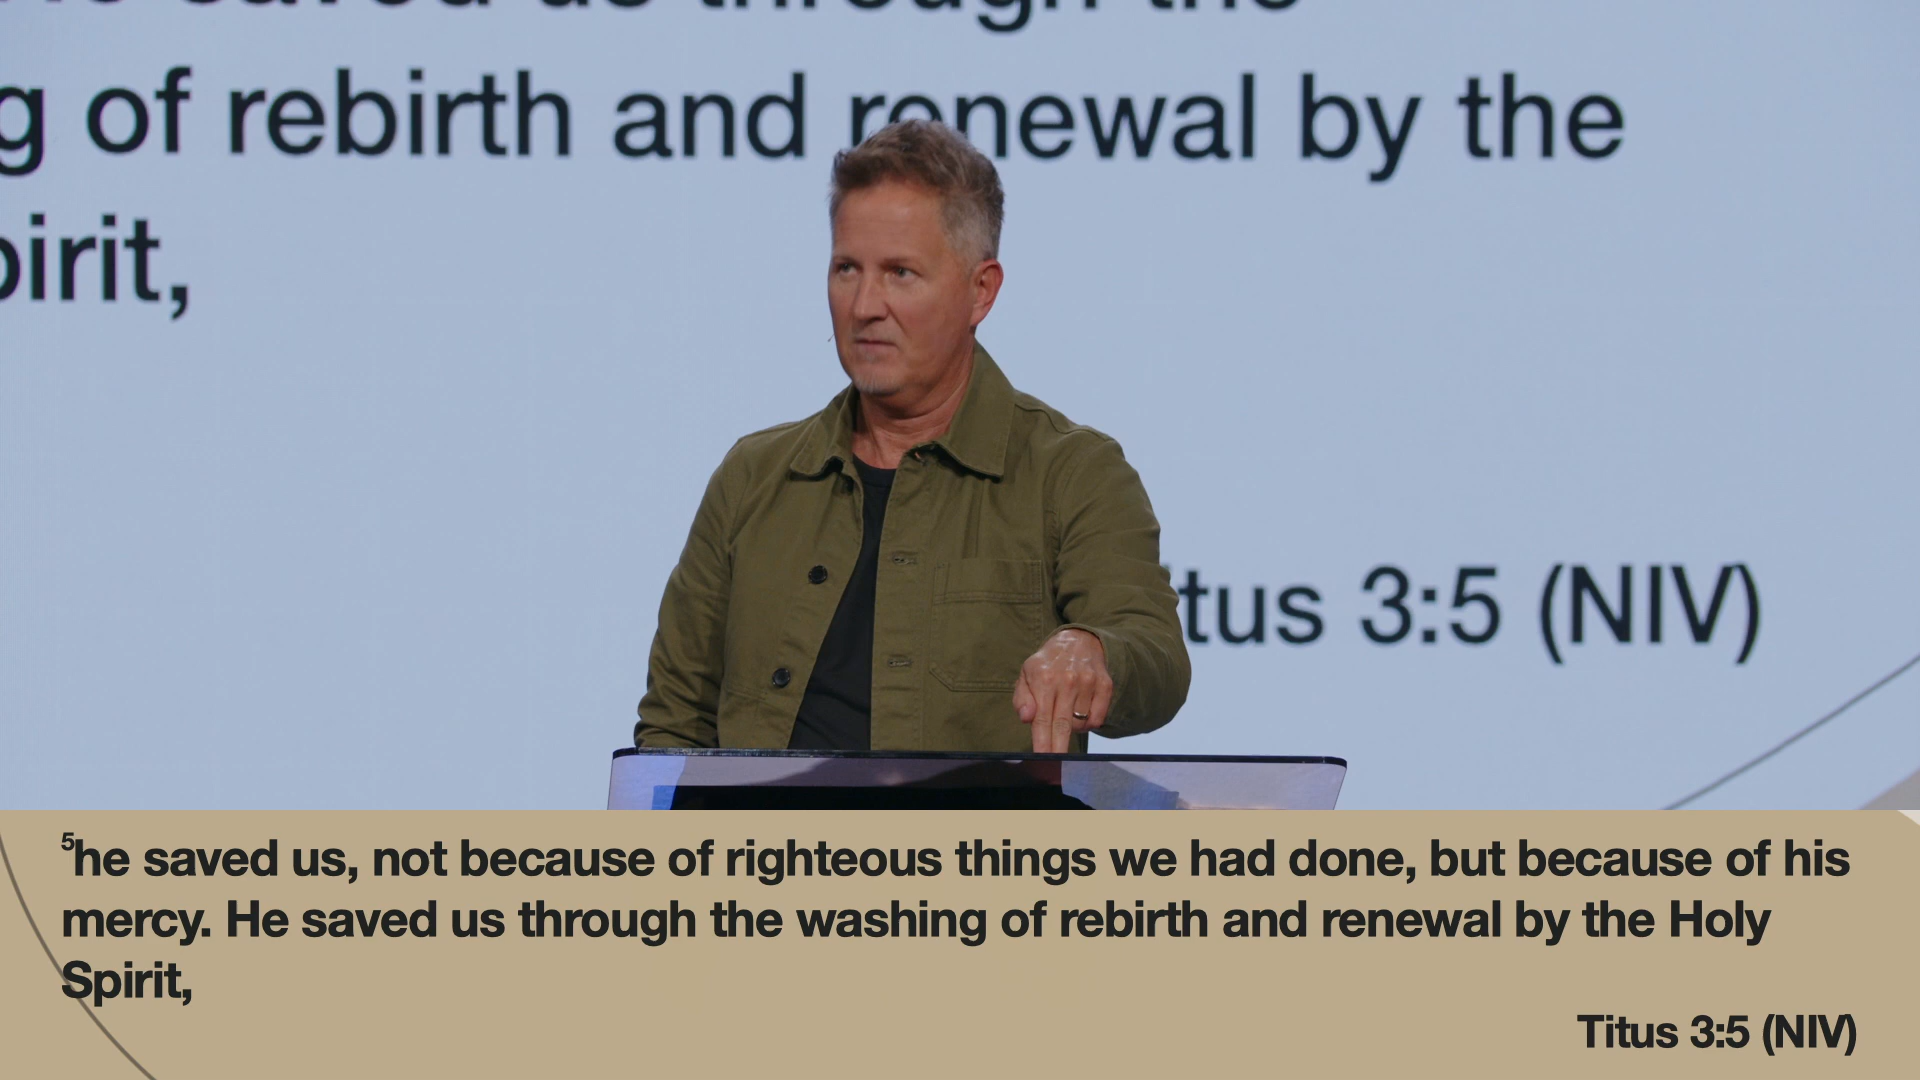 g of rebirth and renewal by the
pirit,
itus 3:5 (NIV)
5he saved us, not because of righteous things we had done, but because of his
mercy. He saved us through the washing of rebirth and renewal by the Holy
Spirit,
Titus 3:5 (NIV)